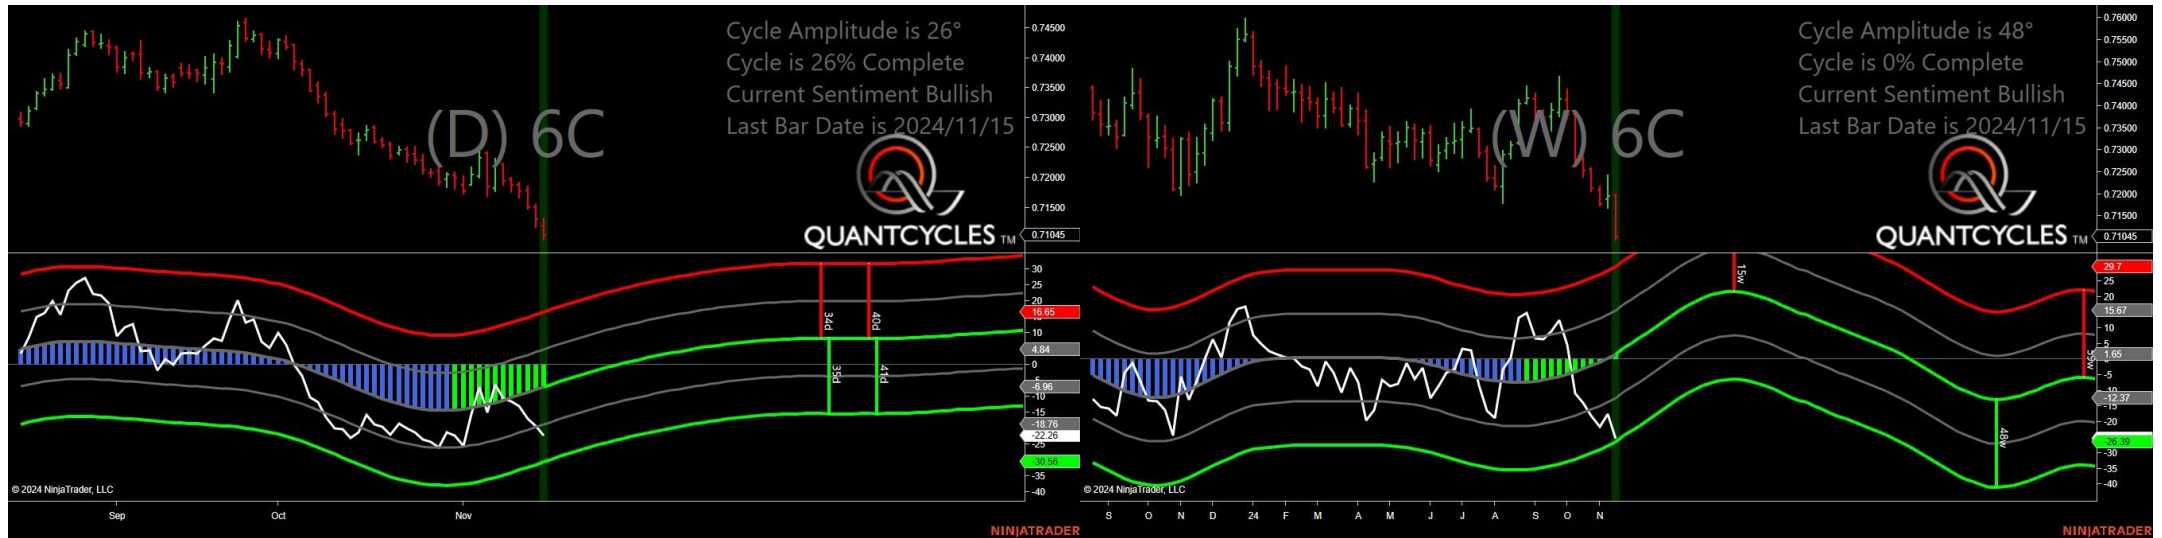 Cycle Amplitude is 26°
Cycle is 26% Complete
Current Sentiment Bullish
Last Bar Date is 2024/11/15
(D) 6C
QUANTCYCLES TM
0.74500
0.74000
0.73500
0.73000
0.72500
0.72000
0.71500
0.71045
30
25
20
16.65
10
4.84
0
-6.96
-10
-15
-18.76
-22.26
-25
-30.56
-35
-40
34d
40d
35d
41d
© 2024 NinjaTrader, LLC
Sep
Oct
Nov
NINJATRADER
Cycle Amplitude is 48°
Cycle is 0% Complete
Current Sentiment Bullish
Last Bar Date is 2024/11/15
(W) 6C
QUANTCYCLES TM
0.76000
0.75500
0.75000
0.74500
0.74000
0.73500
0.73000
0.72500
0.72000
0.71500
0.71045
29.7
25
20
15.67
10
5
1.65
-5
-10
-12.37
-15
-20
-26.39
-30
-35
-40
15w
48w
© 2024 NinjaTrader, LLC
S
O
N
D
24
F
M
A
M
J
J
A
S
O
N
NINJATRADER